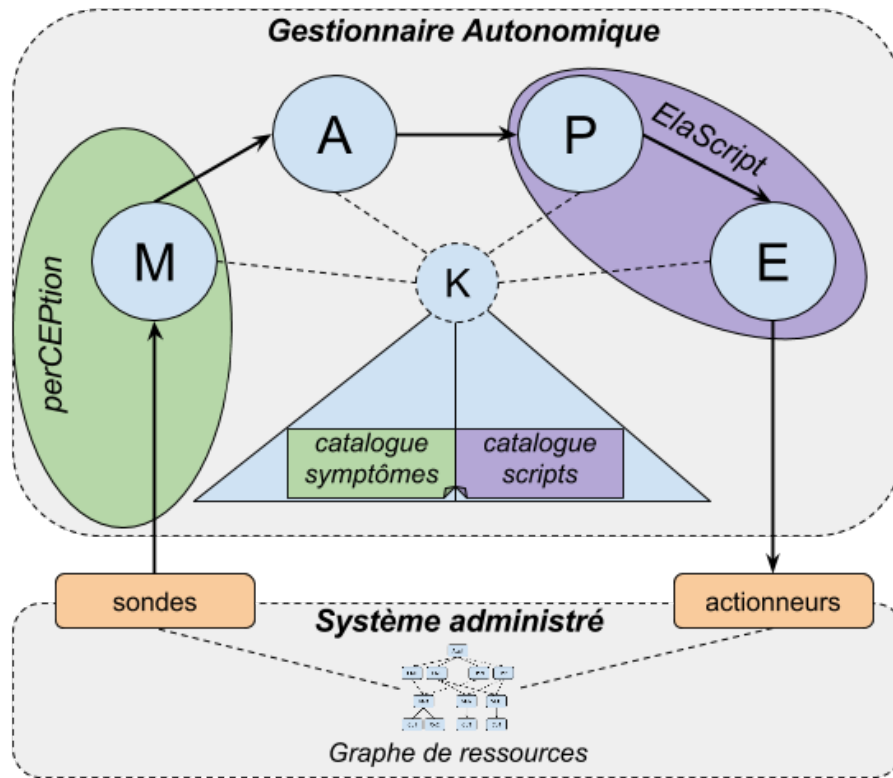 Gestionnaire Autonomique
A
P
ElaScript
M
E
K
perCEPtion
catalogue
symptômes
catalogue
scripts
sondes
actionneurs
Système administré
Graphe de ressources